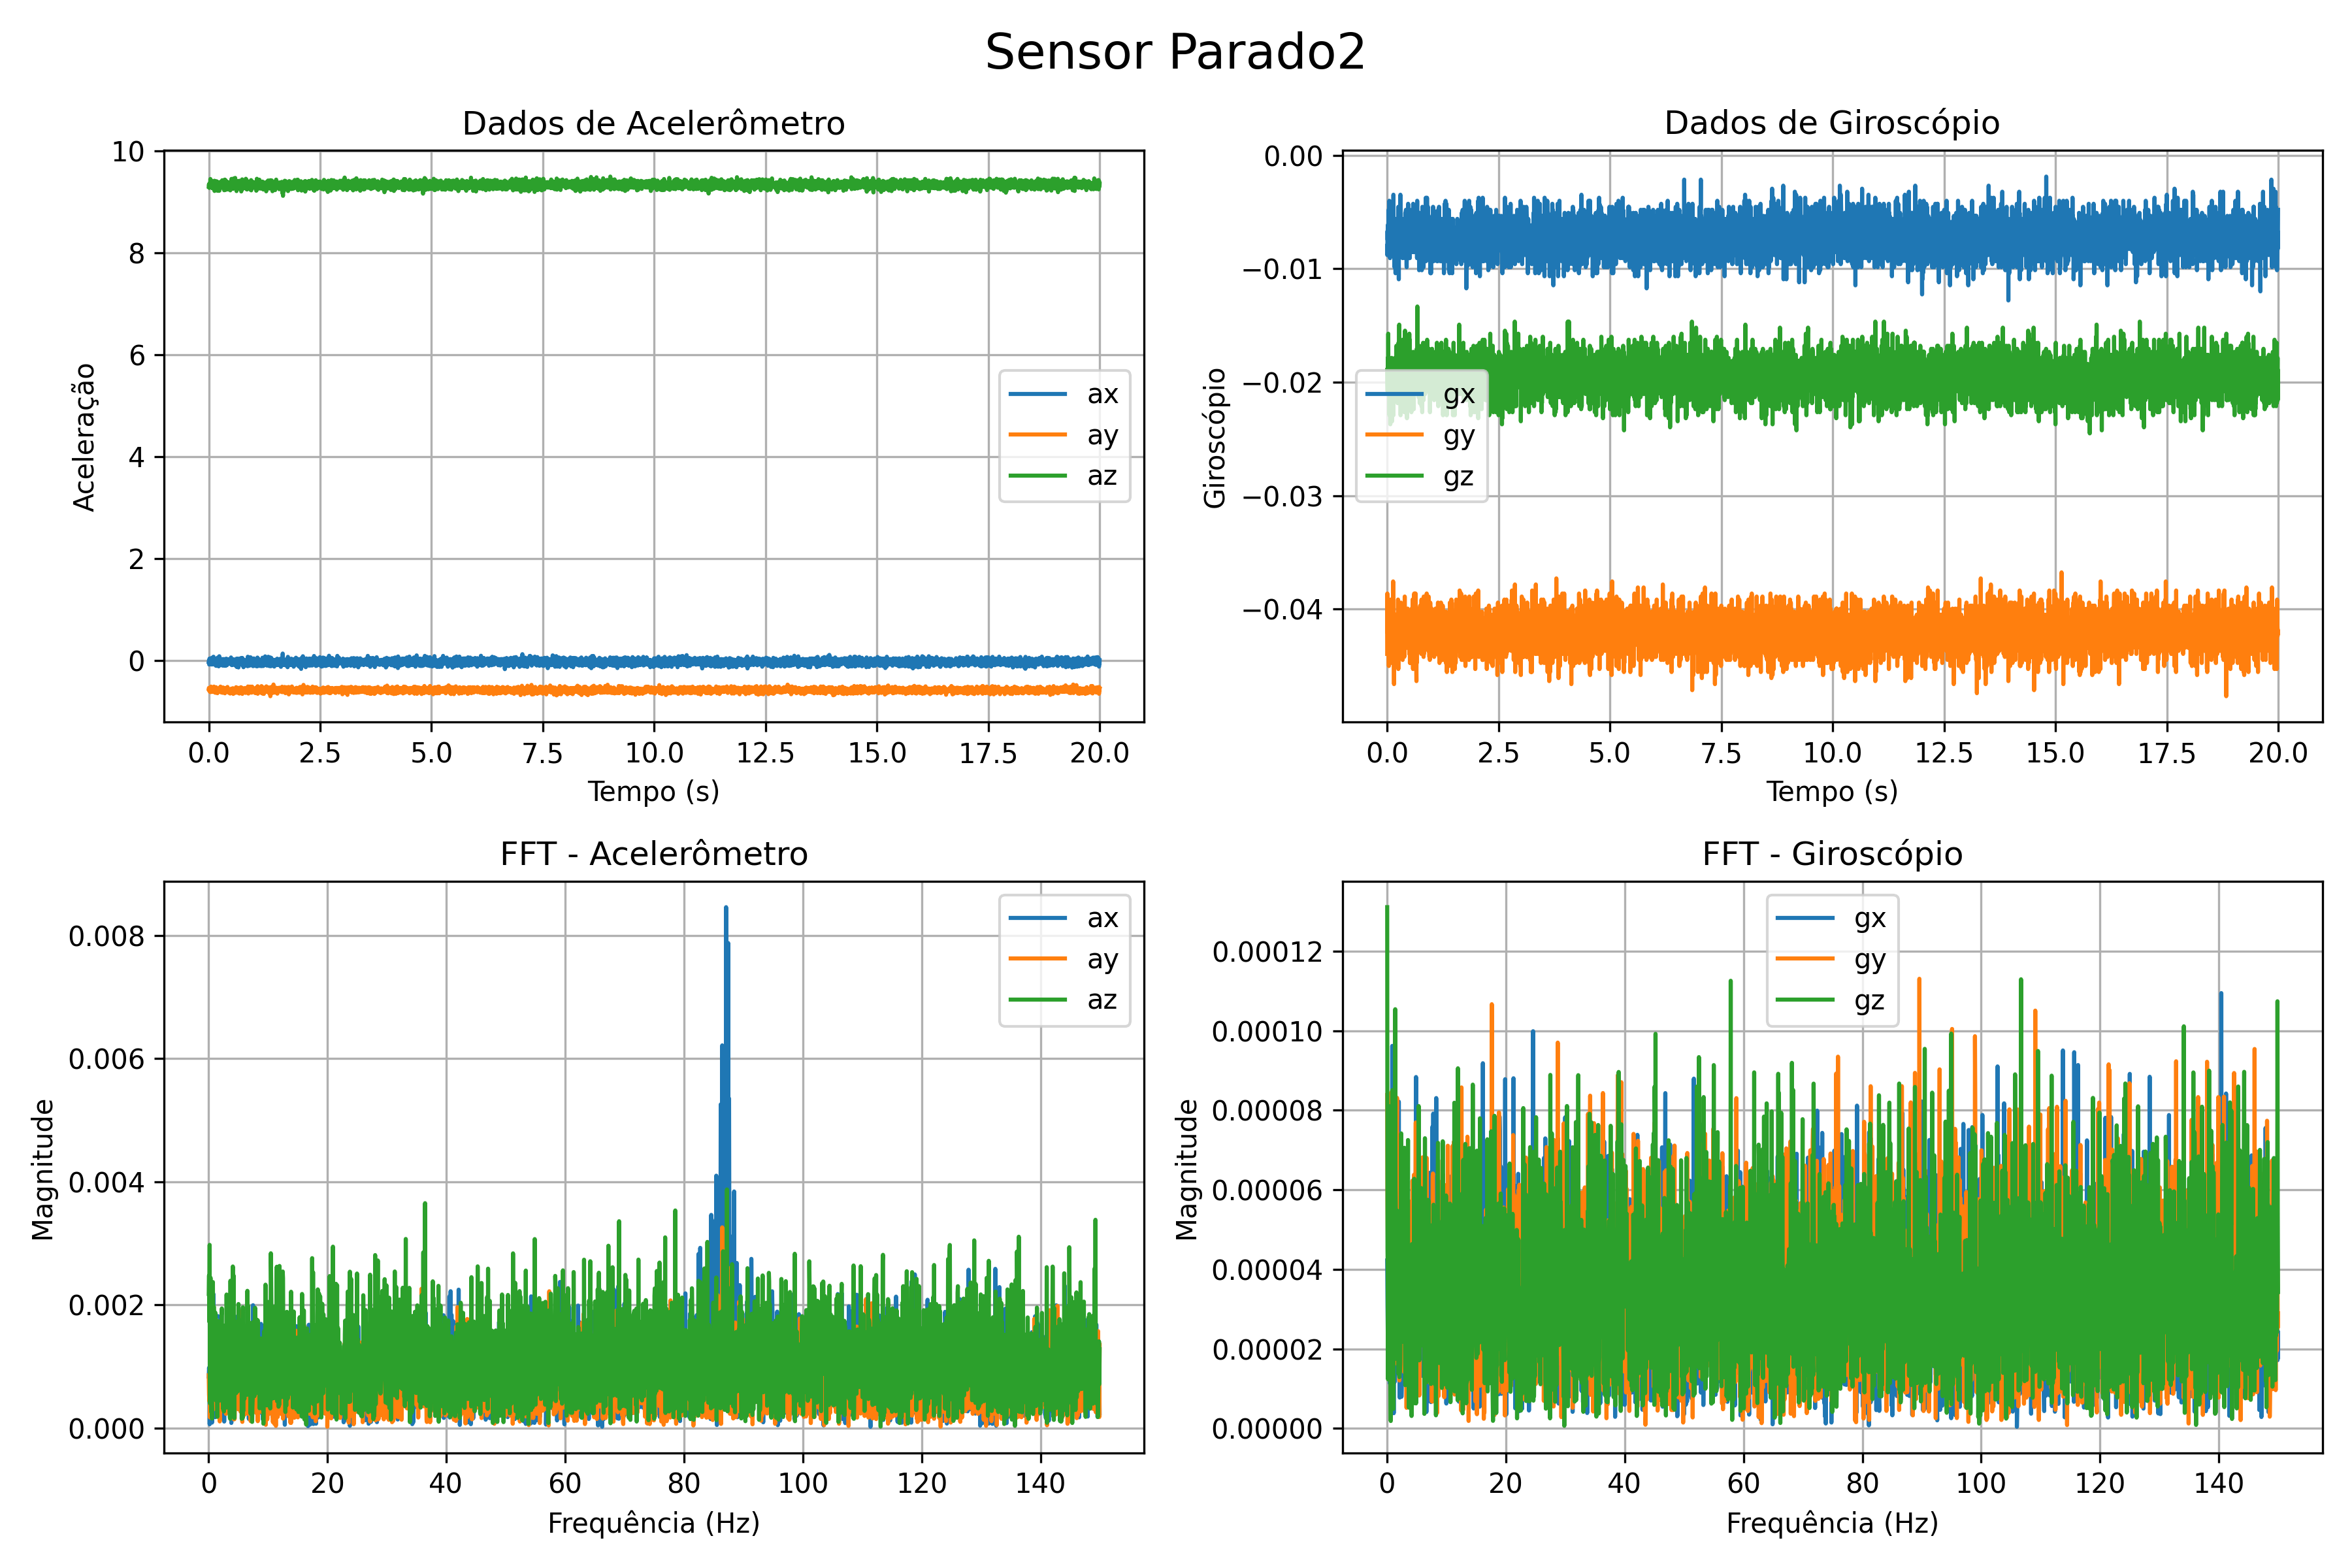 Sensor Parado2
Dados de Acelerômetro
10
8
6
4
2
0
Aceleração
ax
ay
az
0.0 2.5 5.0 7.5 10.0 12.5 15.0 17.5 20.0
Tempo (s)
Dados de Giroscópio
0.00
−0.01
−0.02
−0.03
−0.04
Giroscópio
gx
gy
gz
0.0 2.5 5.0 7.5 10.0 12.5 15.0 17.5 20.0
Tempo (s)
FFT - Acelerômetro
0.008
0.006
0.004
0.002
0.000
Magnitude
ax
ay
az
0 20 40 60 80 100 120 140
Frequência (Hz)
FFT - Giroscópio
0.00012
0.00010
0.00008
0.00006
0.00004
0.00002
0.00000
Magnitude
gx
gy
gz
0 20 40 60 80 100 120 140
Frequência (Hz)